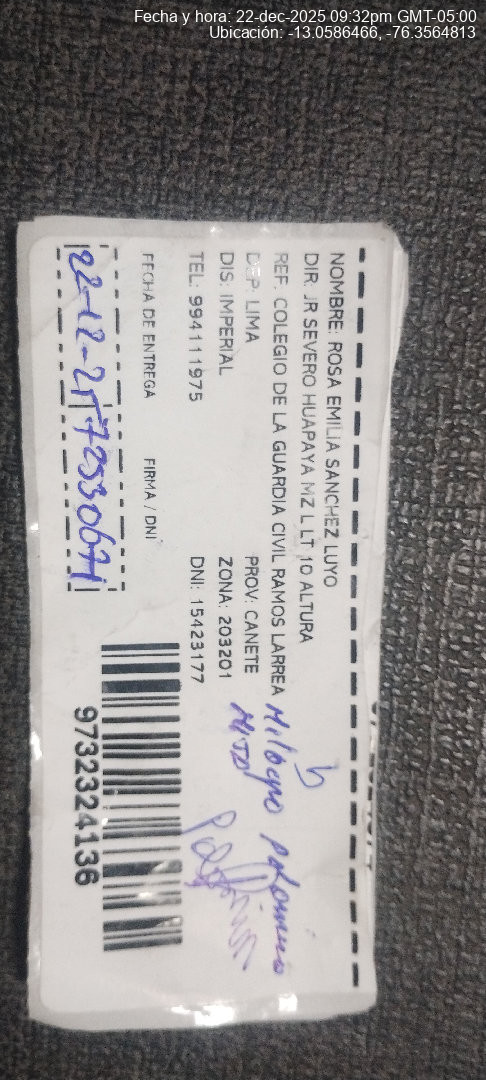 Fecha y hora: 22-dec-2025 09:32pm GMT-05:00
Ubicación: -13.0586466, -76.3564813
NOMBRE: ROSA EMILIA SANCHEZ LUYO
DIR. JR SEVERO HUAPAYA MZ L LT 10 ALTURA
REF. COLEGIO DE LA GUARDIA CIVIL RAMOS LARREA
DEP: LIMA PROV: CANETE
DIS: IMPERIAL ZONA: 203201
TEL: 994111975 DNI: 15423177
FECHA DE ENTREGA FIRMA / DNI
22-12-25 72530671
Milagro Palomino
9732324136